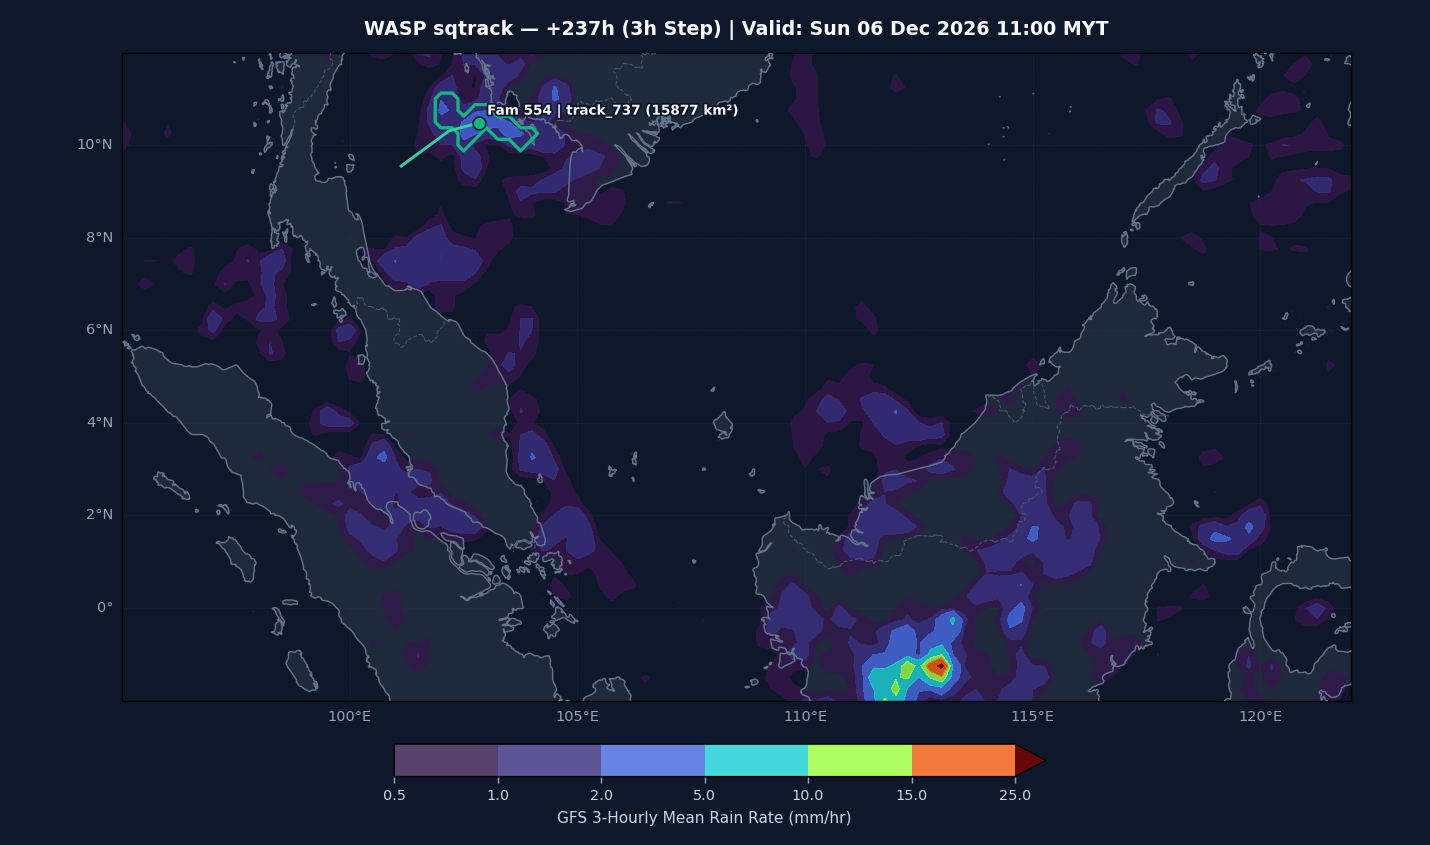 WASP sqtrack — +237h (3h Step) | Valid: Sun 06 Dec 2026 11:00 MYT
Fam 554 | track_737 (15877 km²)
10°N
8°N
6°N
4°N
2°N
0°
100°E 105°E 110°E 115°E 120°E
0.5 1.0 2.0 5.0 10.0 15.0 25.0
GFS 3-Hourly Mean Rain Rate (mm/hr)